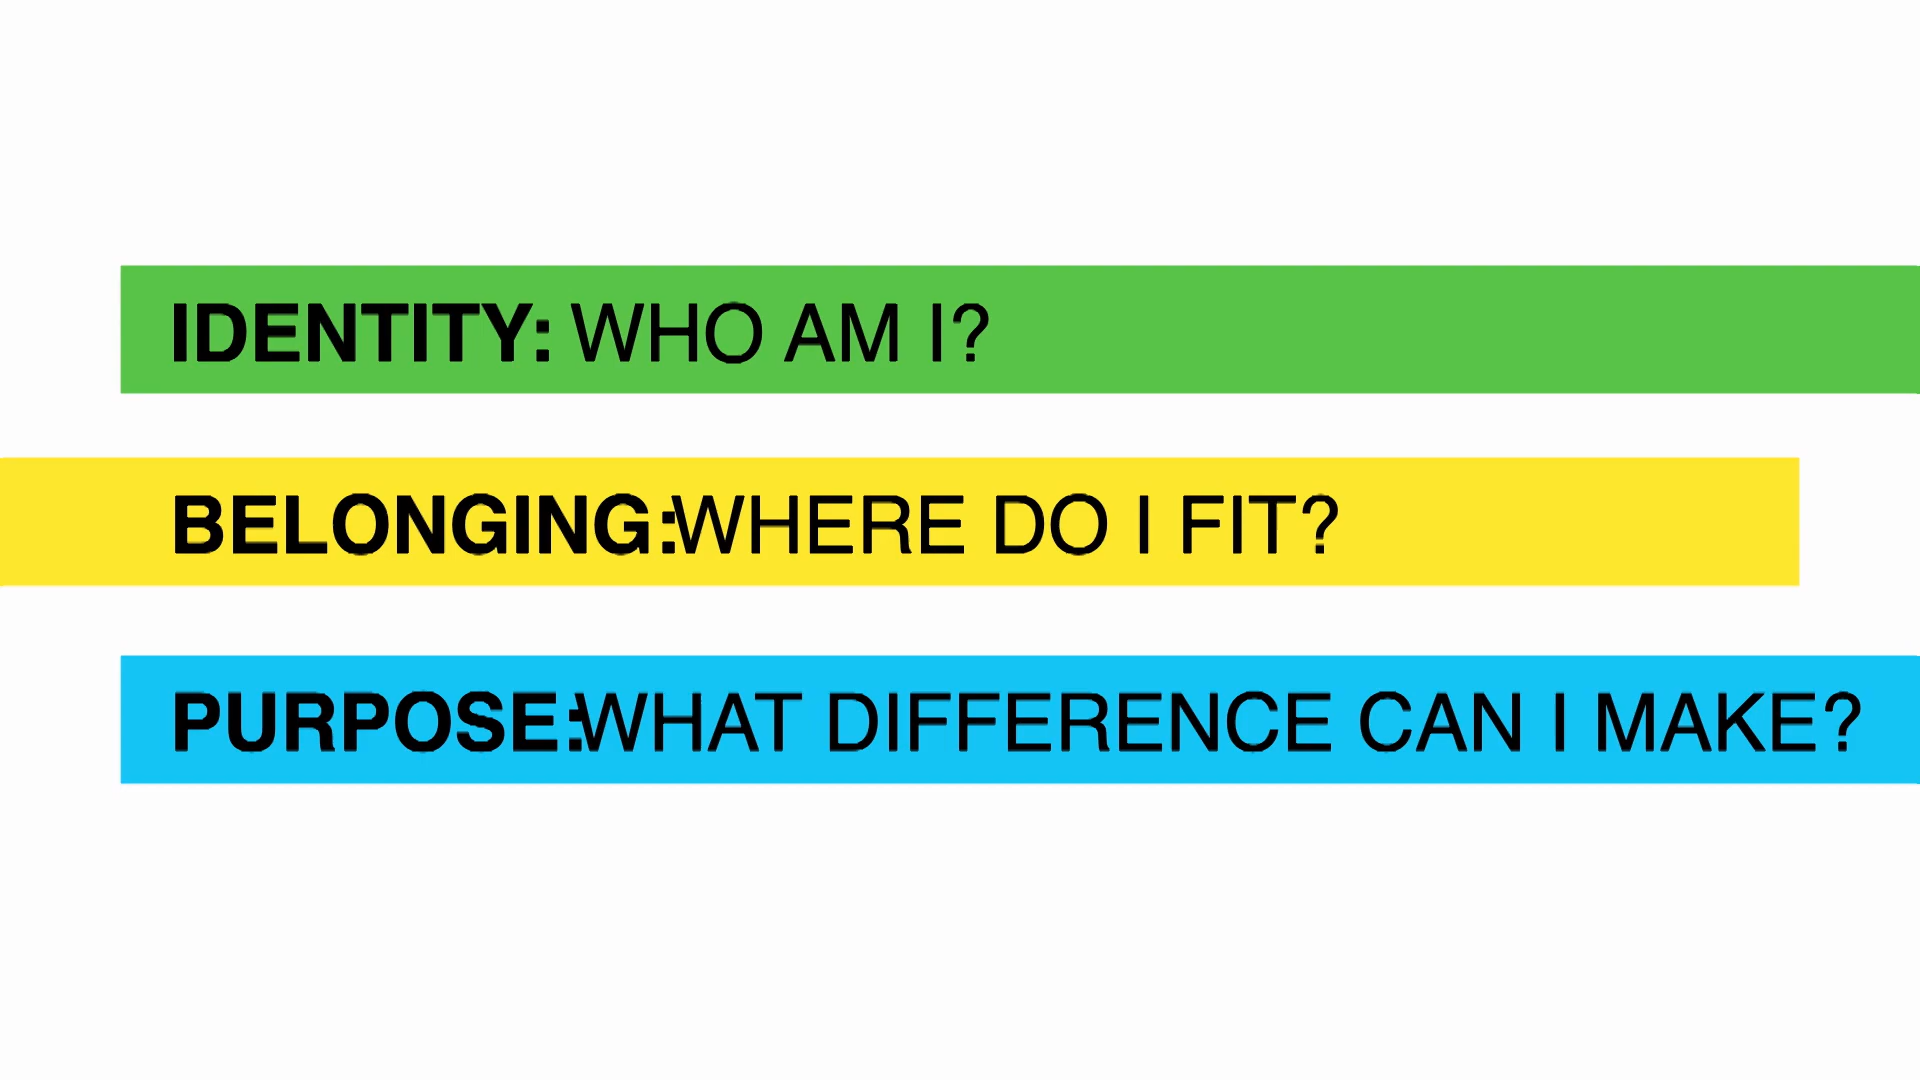 IDENTITY: WHO AM I?
BELONGING:WHERE DO I FIT?
PURPOSE:WHAT DIFFERENCE CAN I MAKE?